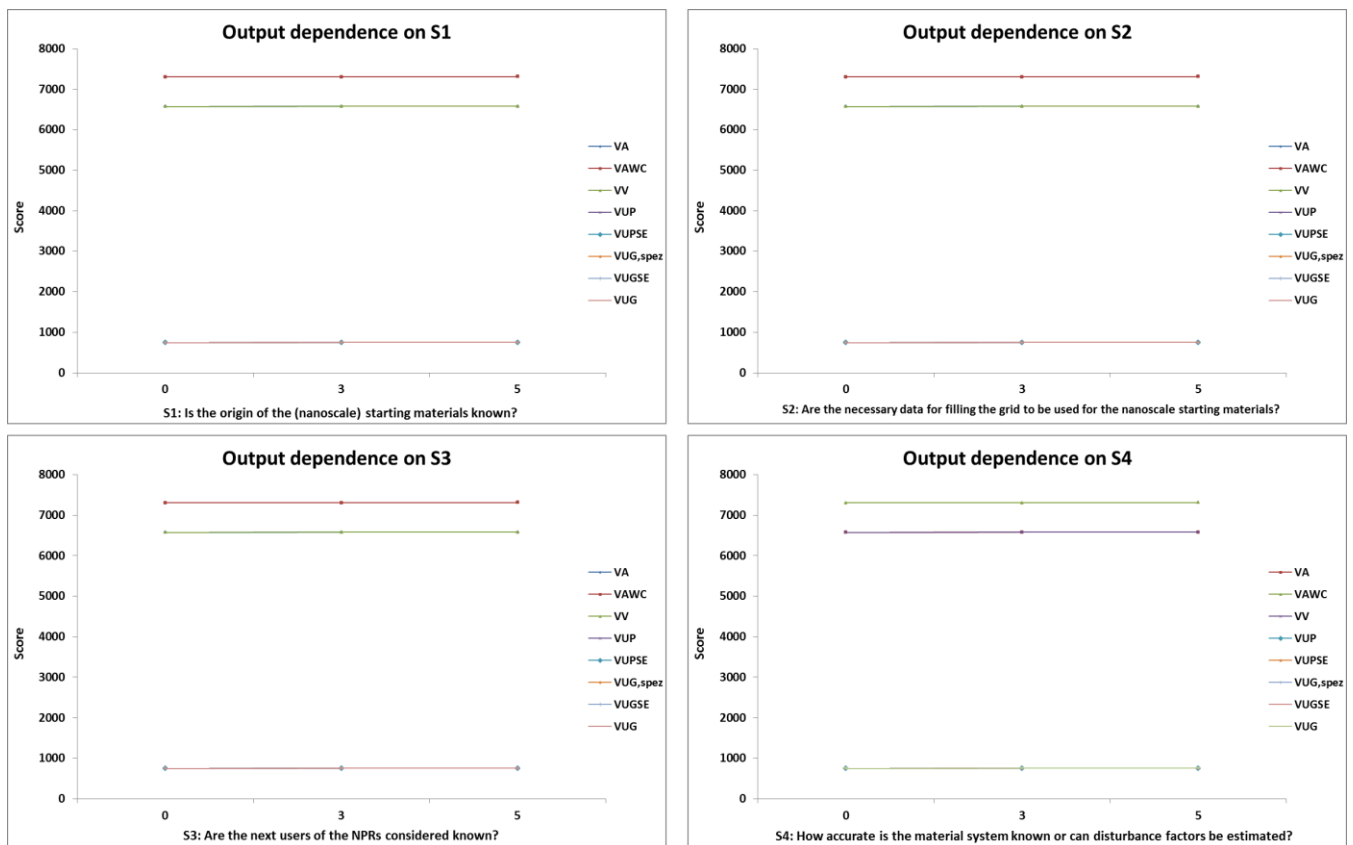 Output dependence on S1
8000
7000
6000
5000
4000
3000
2000
1000
0
Score
0 3 5
S1: Is the origin of the (nanoscale) starting materials known?
VA
VAWC
VV
VUP
VUPSE
VUG,spez
VUGSE
VUG
Output dependence on S2
8000
7000
6000
5000
4000
3000
2000
1000
0
Score
0 3 5
S2: Are the necessary data for filling the grid to be used for the nanoscale starting materials?
VA
VAWC
VV
VUP
VUPSE
VUG,spez
VUGSE
VUG
Output dependence on S3
8000
7000
6000
5000
4000
3000
2000
1000
0
Score
0 3 5
S3: Are the next users of the NPRs considered known?
VA
VAWC
VV
VUP
VUPSE
VUG,spez
VUGSE
VUG
Output dependence on S4
8000
7000
6000
5000
4000
3000
2000
1000
0
Score
0 3 5
S4: How accurate is the material system known or can disturbance factors be estimated?
VA
VAWC
VV
VUP
VUPSE
VUG,spez
VUGSE
VUG